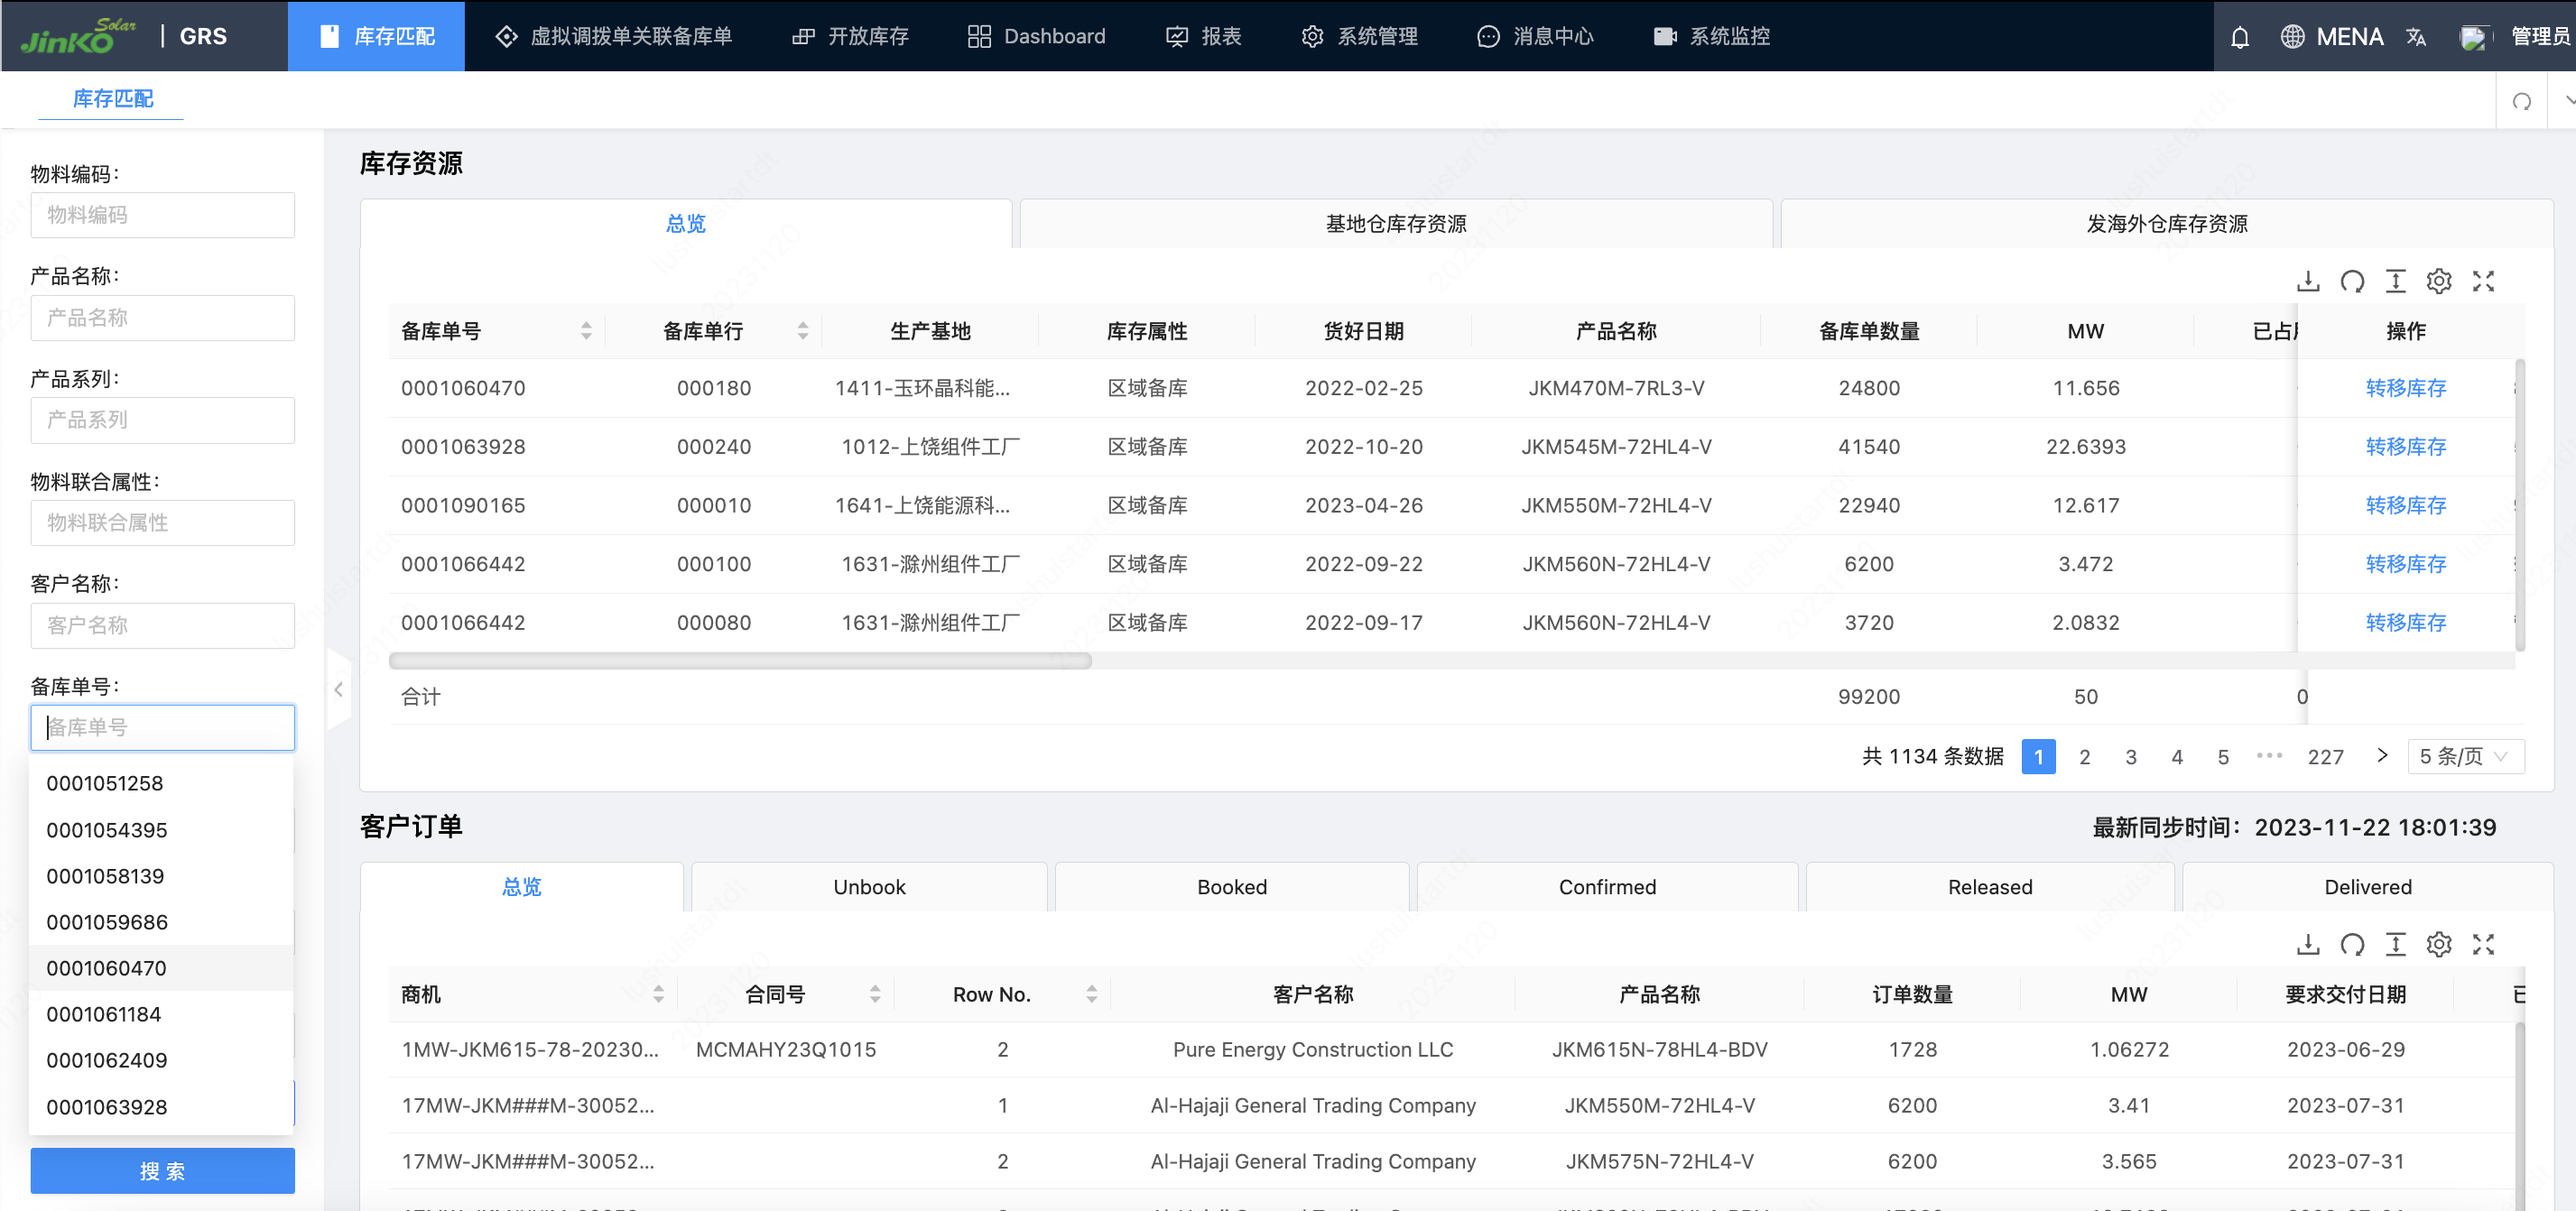 JinKO Solar | GRS 库存匹配 虚拟调拨单关联备库单 开放库存 Dashboard 报表 系统管理 消息中心 系统监控 MENA 管理员
库存匹配
物料编码:
物料编码
产品名称:
产品名称
产品系列:
产品系列
物料联合属性:
物料联合属性
客户名称:
客户名称
备库单号:
备库单号
0001051258
0001054395
0001058139
0001059686
0001060470
0001061184
0001062409
0001063928
搜 索
库存资源
总览 基地仓库存资源 发海外仓库存资源
备库单号 备库单行 生产基地 库存属性 货好日期 产品名称 备库单数量 MW 已占 操作
0001060470 000180 1411-玉环晶科能... 区域备库 2022-02-25 JKM470M-7RL3-V 24800 11.656 转移库存
0001063928 000240 1012-上饶组件工厂 区域备库 2022-10-20 JKM545M-72HL4-V 41540 22.6393 转移库存
0001090165 000010 1641-上饶能源科... 区域备库 2023-04-26 JKM550M-72HL4-V 22940 12.617 转移库存
0001066442 000100 1631-滁州组件工厂 区域备库 2022-09-22 JKM560N-72HL4-V 6200 3.472 转移库存
0001066442 000080 1631-滁州组件工厂 区域备库 2022-09-17 JKM560N-72HL4-V 3720 2.0832 转移库存
合计 99200 50 0
共 1134 条数据 1 2 3 4 5 ••• 227 > 5 条/页
客户订单 最新同步时间：2023-11-22 18:01:39
总览 Unbook Booked Confirmed Released Delivered
商机 合同号 Row No. 客户名称 产品名称 订单数量 MW 要求交付日期 已
1MW-JKM615-78-20230... MCMAHY23Q1015 2 Pure Energy Construction LLC JKM615N-78HL4-BDV 1728 1.06272 2023-06-29
17MW-JKM###M-30052... 1 Al-Hajaji General Trading Company JKM550M-72HL4-V 6200 3.41 2023-07-31
17MW-JKM###M-30052... 2 Al-Hajaji General Trading Company JKM575N-72HL4-V 6200 3.565 2023-07-31
lushuistartdt
20231120